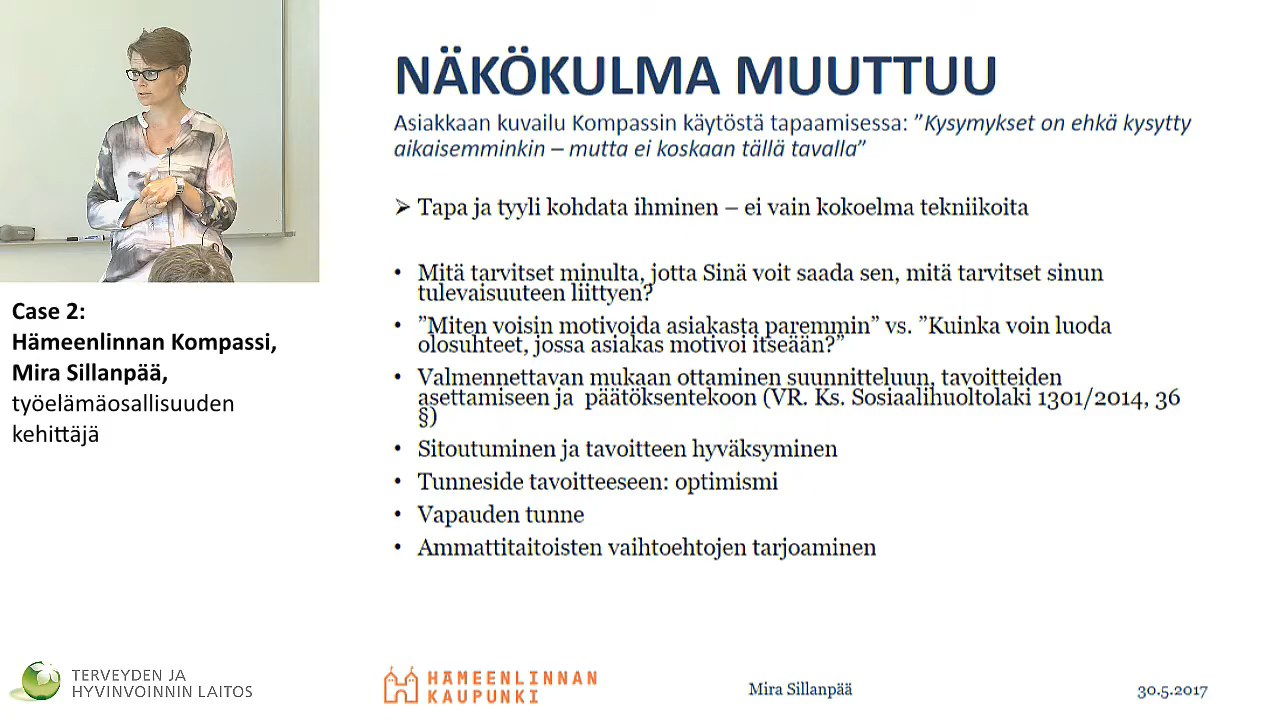 NÄKÖKULMA MUUTTUU
Asiakkaan kuvailu Kompassin käytöstä tapaamisessa: ”Kysymykset on ehkä kysytty
aikaisemminkin – mutta ei koskaan tällä tavalla”
➢ Tapa ja tyyli kohdata ihminen – ei vain kokoelma tekniikoita
• Mitä tarvitset minulta, jotta Sinä voit saada sen, mitä tarvitset sinun
tulevaisuuteen liittyen?
• ”Miten voisin motivoida asiakasta paremmin” vs. ”Kuinka voin luoda
olosuhteet, jossa asiakas motivoi itseään?”
• Valmennettavan mukaan ottaminen suunnitteluun, tavoitteiden
asettamiseen ja päätöksentekoon (VR. Ks. Sosiaalihuoltolaki 1301/2014, 36
§)
• Sitoutuminen ja tavoitteen hyväksyminen
• Tunneside tavoitteeseen: optimismi
• Vapauden tunne
• Ammattitaitoisten vaihtoehtojen tarjoaminen
Case 2:
Hämeenlinnan Kompassi,
Mira Sillanpää,
työelämäosallisuuden
kehittäjä
TERVEYDEN JA
HYVINVOINNIN LAITOS
HÄMEENLINNAN
KAUPUNKI
Mira Sillanpää
30.5.2017